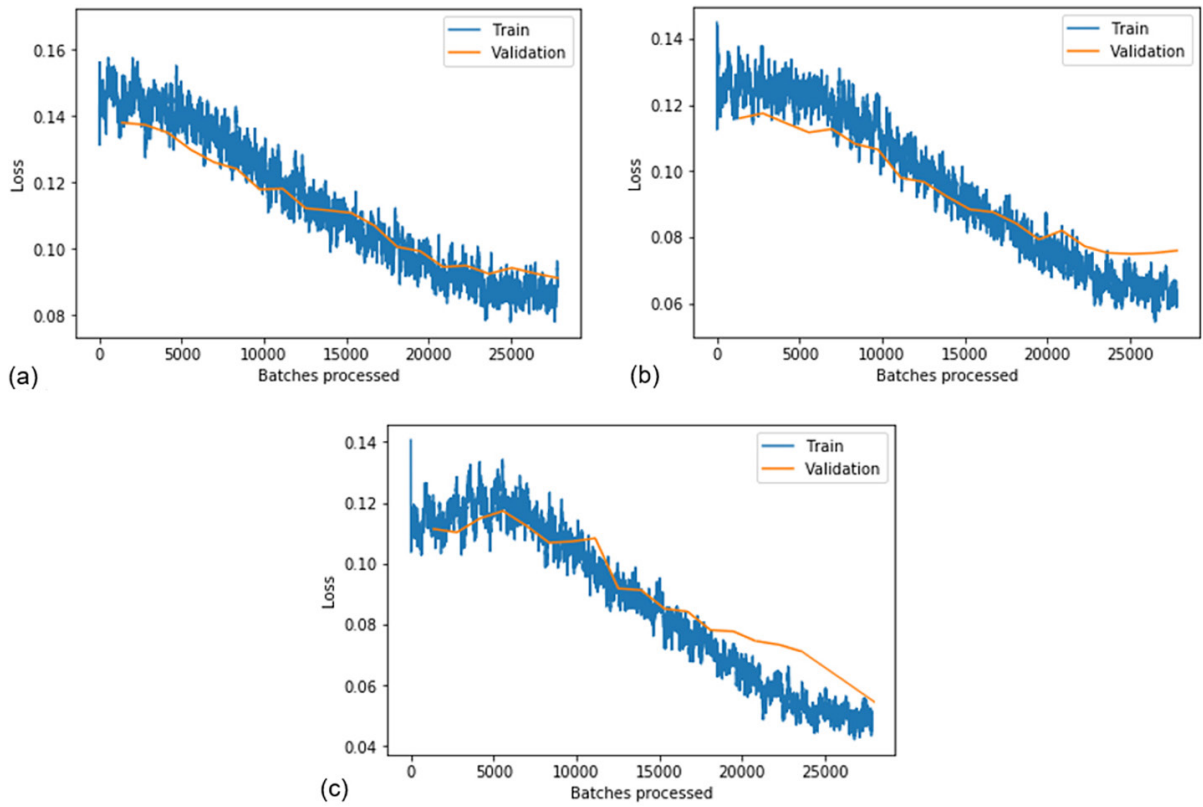 Train
Validation
0.16
0.14
0.12
0.10
0.08
Loss
0 5000 10000 15000 20000 25000
Batches processed
(a)
Train
Validation
0.14
0.12
0.10
0.08
0.06
Loss
0 5000 10000 15000 20000 25000
Batches processed
(b)
Train
Validation
0.14
0.12
0.10
0.08
0.06
0.04
Loss
0 5000 10000 15000 20000 25000
Batches processed
(c)